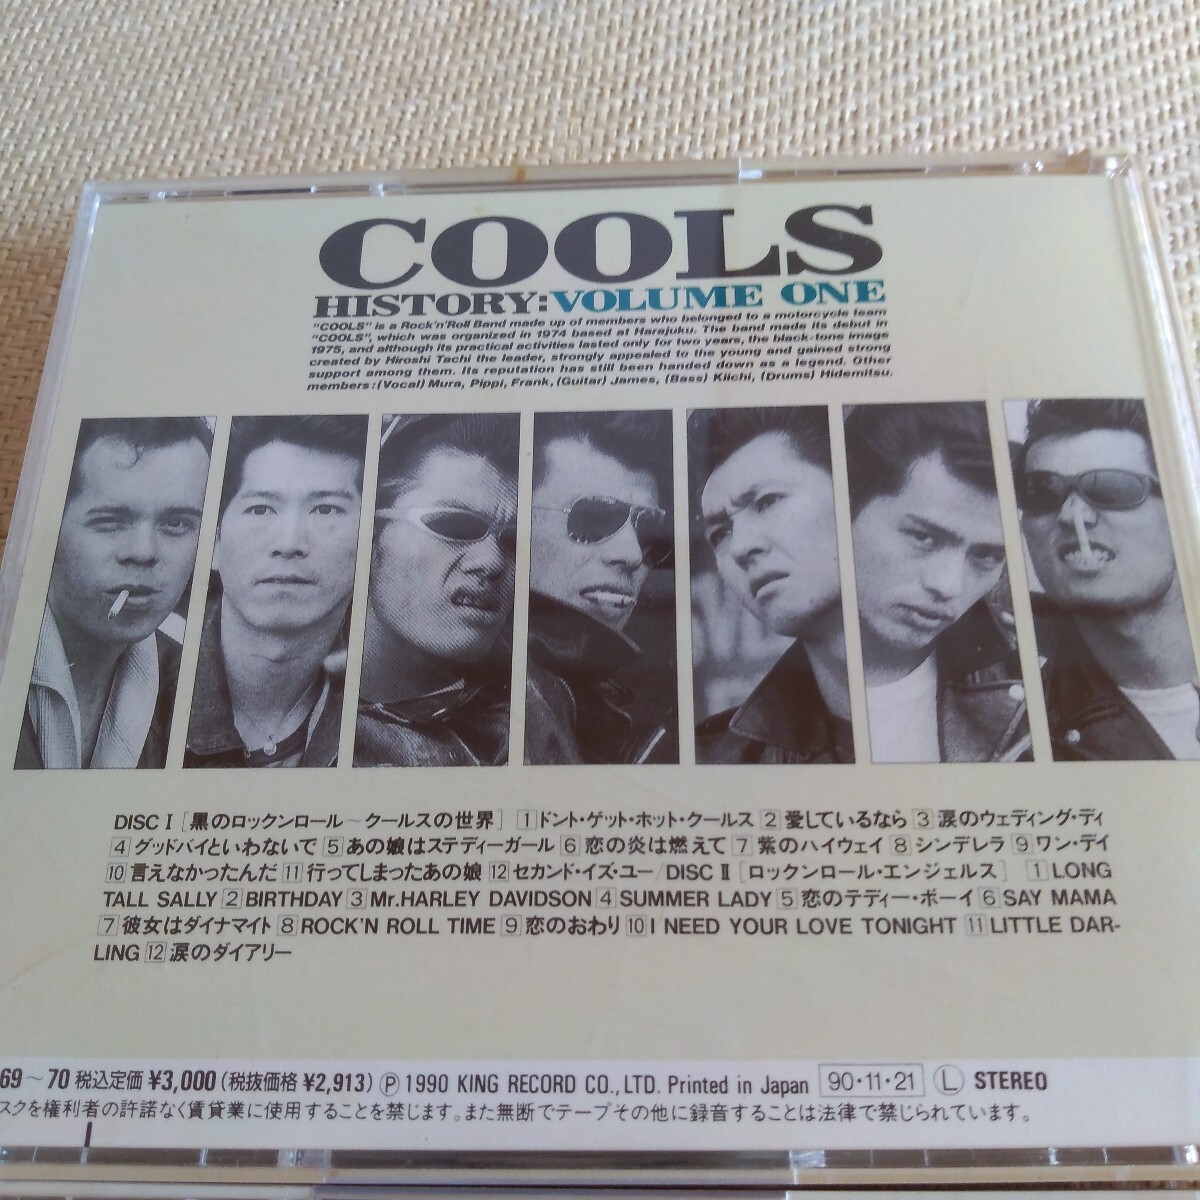 COOLS
HISTORY:VOLUME ONE
"COOLS" is a Rock'n'Roll Band made up of members who belonged to a motorcycle team
"COOLS", which was organized in 1974 based at Harajuku. The band made its debut in
1975, and although its practical activities lasted only for two years, the black-tone image
created by Hiroshi Tachi the leader, strongly appealed to the young and gained strong
support among them. Its reputation has still been handed down as a legend. Other
members:(Vocal) Mura, Pippi, Frank, (Guitar) James, (Bass) Kiichi, (Drums) Hidemitsu.
DISC I [黒のロックンロール～クールスの世界] 1 ドント・ゲット・ホット・クールス 2 愛しているなら 3 涙のウェディング・デイ
4 グッドバイといわないで 5 あの娘はステディーガール 6 恋の炎は燃えて 7 紫のハイウェイ 8 シンデレラ 9 ワン・デイ
10 言えなかったんだ 11 行ってしまったあの娘 12 セカンド・イズ・ユー/DISC II [ロックンロール・エンジェルス] 1 LONG
TALL SALLY 2 BIRTHDAY 3 Mr.HARLEY DAVIDSON 4 SUMMER LADY 5 恋のテディー・ボーイ 6 SAY MAMA
7 彼女はダイナマイト 8 ROCK'N ROLL TIME 9 恋のおわり 10 I NEED YOUR LOVE TONIGHT 11 LITTLE DAR-
LING 12 涙のダイアリー
69～70 税込定価 ¥3,000 (税抜価格 ¥2,913) Ⓟ 1990 KING RECORD CO., LTD. Printed in Japan 90・11・21 Ⓛ STEREO
スクを権利者の許諾なく賃貸業に使用することを禁じます。また無断でテープその他に録音することは法律で禁じられています。